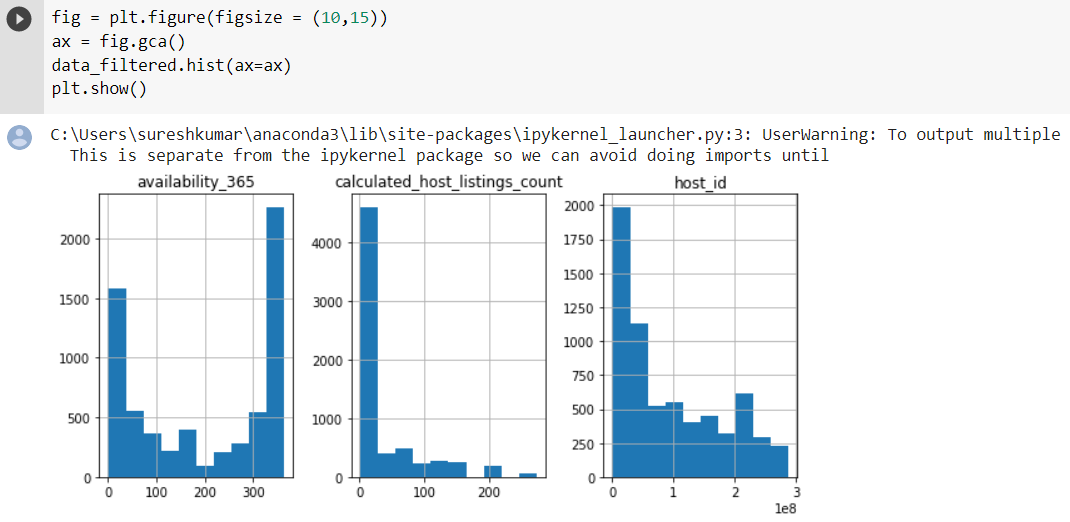 fig = plt.figure(figsize = (10,15))
ax = fig.gca()
data_filtered.hist(ax=ax)
plt.show()
C:\Users\sureshkumar\anaconda3\lib\site-packages\ipykernel_launcher.py:3: UserWarning: To output multiple
This is separate from the ipykernel package so we can avoid doing imports until
availability_365
calculated_host_listings_count
host_id
2000
1500
1000
500
0
0 100 200 300
4000
3000
2000
1000
0
0 100 200
2000
1750
1500
1250
1000
750
500
250
0
0 1 2 3
1e8